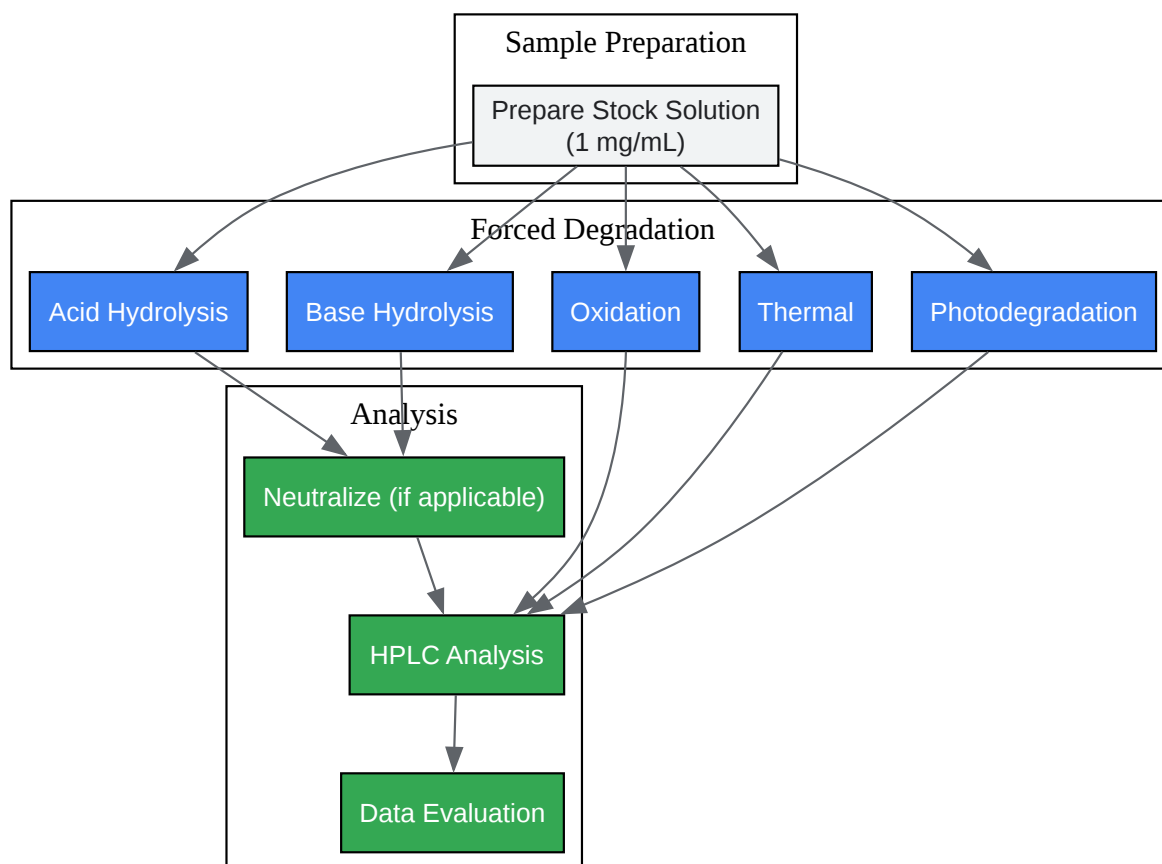 Sample Preparation
Prepare Stock Solution
(1 mg/mL)
Forced Degradation
Acid Hydrolysis
Base Hydrolysis
Oxidation
Thermal
Photodegradation
Analysis
Neutralize (if applicable)
HPLC Analysis
Data Evaluation